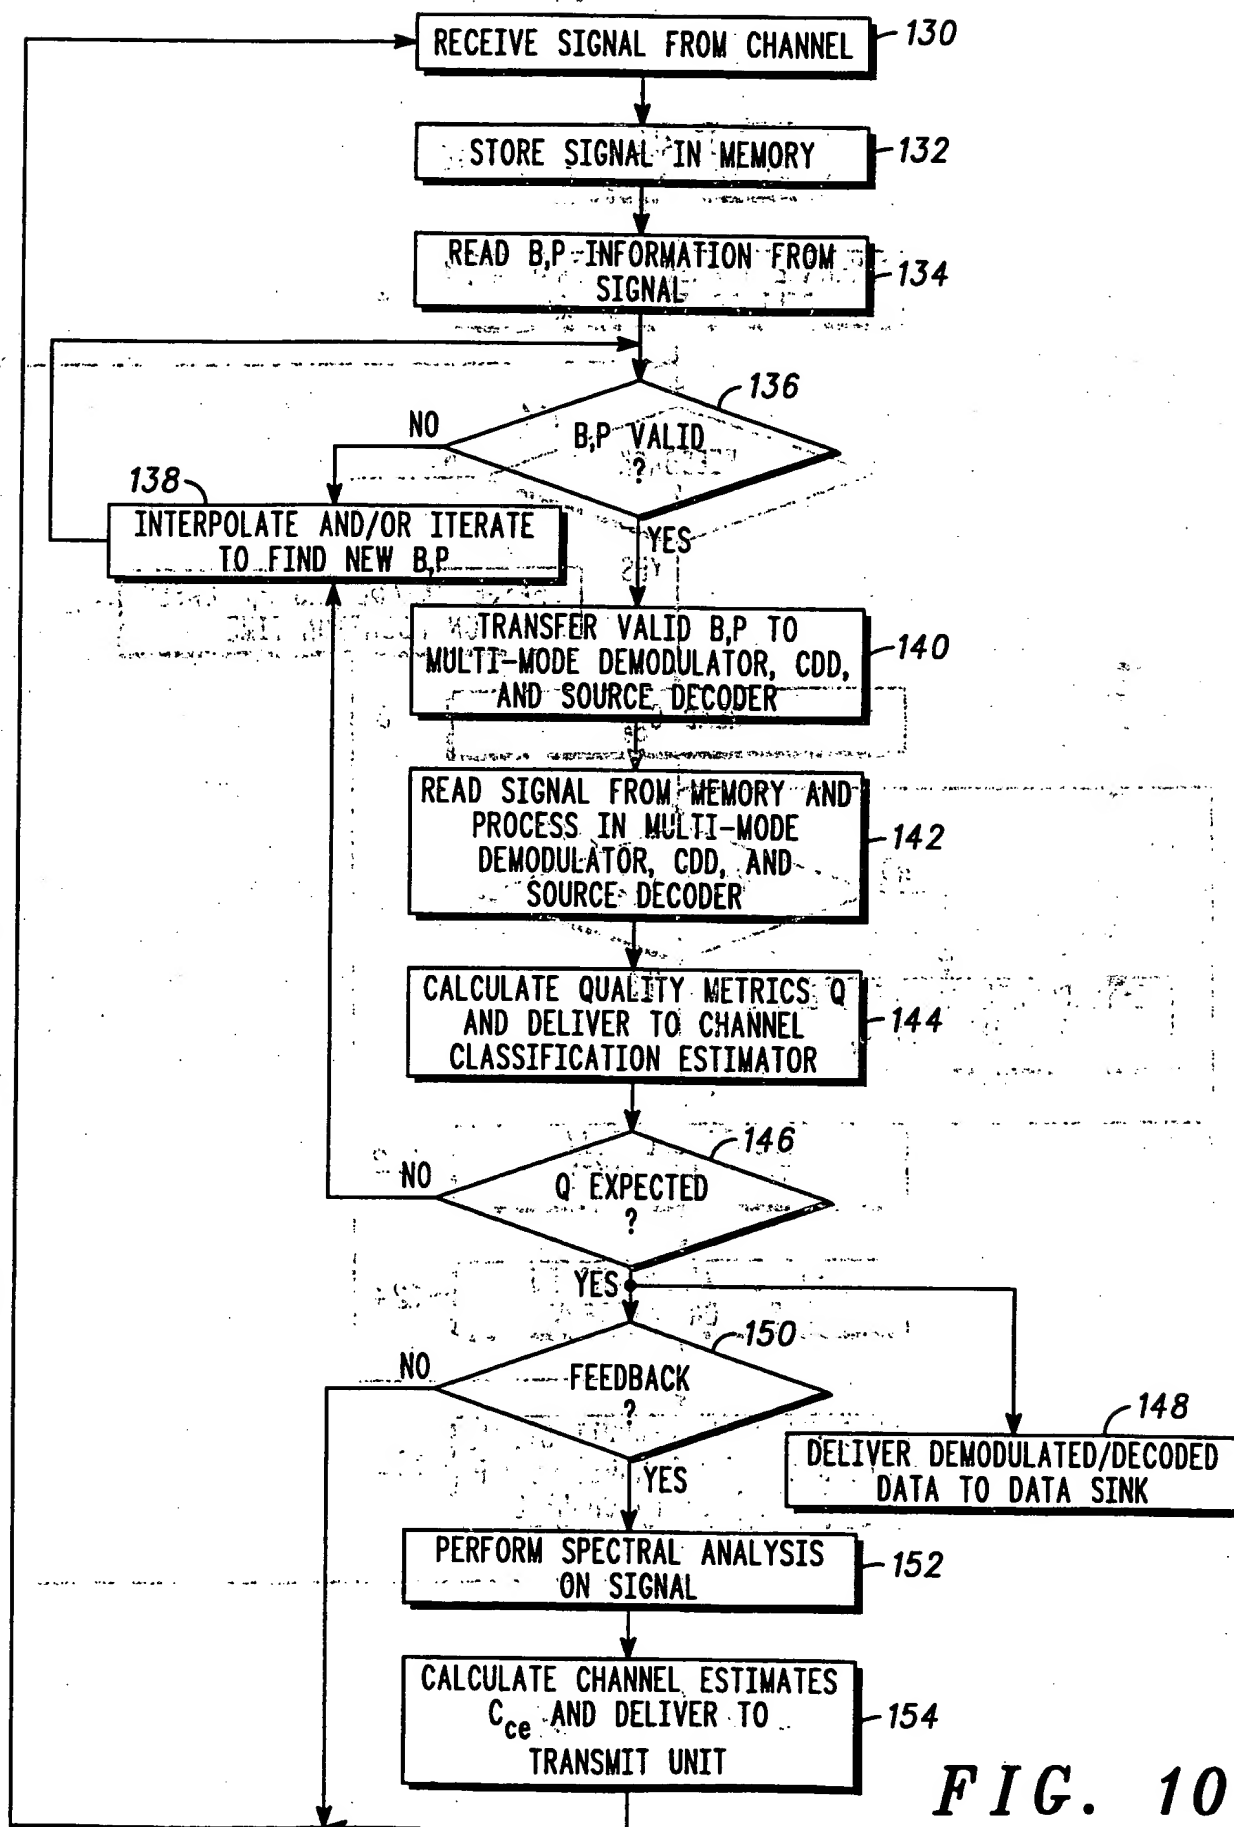 RECEIVE SIGNAL FROM CHANNEL
130
STORE SIGNAL IN MEMORY
132
READ B,P INFORMATION FROM
SIGNAL
134
136
B,P VALID
?
NO
YES
138
INTERPOLATE AND/OR ITERATE
TO FIND NEW B,P
TRANSFER VALID B,P TO
MULTI-MODE DEMODULATOR, CDD,
AND SOURCE DECODER
140
READ SIGNAL FROM MEMORY AND
PROCESS IN MULTI-MODE
DEMODULATOR, CDD, AND
SOURCE DECODER
142
CALCULATE QUALITY METRICS Q
AND DELIVER TO CHANNEL
CLASSIFICATION ESTIMATOR
144
146
NO
Q EXPECTED
?
YES
150
NO
FEEDBACK
?
YES
148
DELIVER DEMODULATED/DECODED
DATA TO DATA SINK
PERFORM SPECTRAL ANALYSIS
ON SIGNAL
152
CALCULATE CHANNEL ESTIMATES
Cce AND DELIVER TO
TRANSMIT UNIT
154
FIG. 10